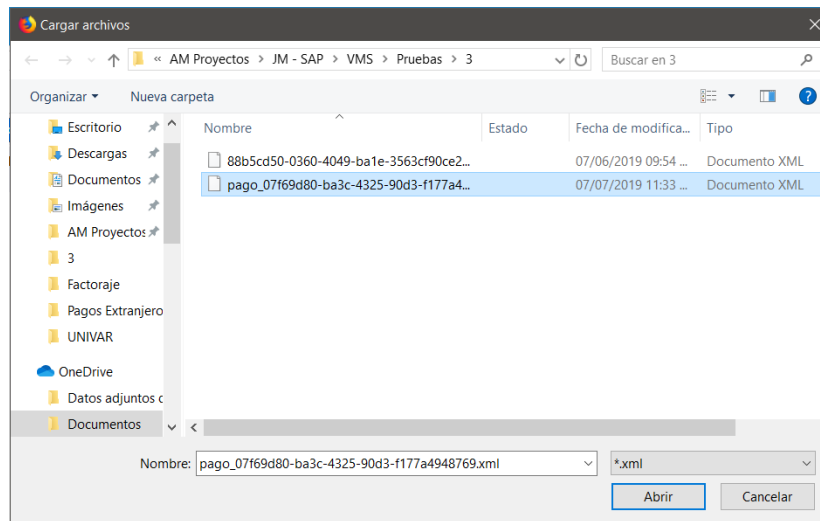 Cargar archivos
« AM Proyectos > JM - SAP > VMS > Pruebas > 3 Buscar en 3
Organizar Nueva carpeta
Nombre Estado Fecha de modifica... Tipo
Escritorio
Descargas
Documentos
Imágenes
AM Proyectos
3
Factoraje
Pagos Extranjero
UNIVAR
OneDrive
Datos adjuntos
Documentos
88b5cd50-0360-4049-ba1e-3563cf90ce2... 07/06/2019 09:54 ... Documento XML
pago_07f69d80-ba3c-4325-90d3-f177a4... 07/07/2019 11:33 ... Documento XML
Nombre: pago_07f69d80-ba3c-4325-90d3-f177a4948769.xml *.xml
Abrir Cancelar